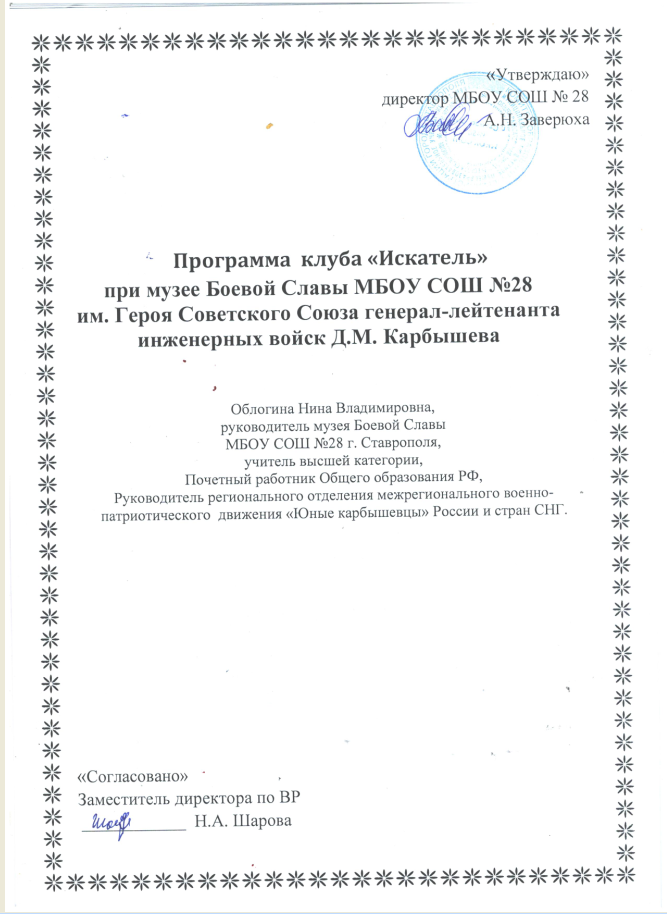 «Утверждаю»
директор МБОУ СОШ № 28
А.Н. Заверюха
Программа клуба «Искатель»
при музее Боевой Славы МБОУ СОШ №28
им. Героя Советского Союза генерал-лейтенанта
инженерных войск Д.М. Карбышева
Облогина Нина Владимировна,
руководитель музея Боевой Славы
МБОУ СОШ №28 г. Ставрополя,
учитель высшей категории,
Почетный работник Общего образования РФ,
Руководитель регионального отделения межрегионального военно-
патриотического движения «Юные карбышевцы» России и стран СНГ.
«Согласовано»
Заместитель директора по ВР
Н.А. Шарова